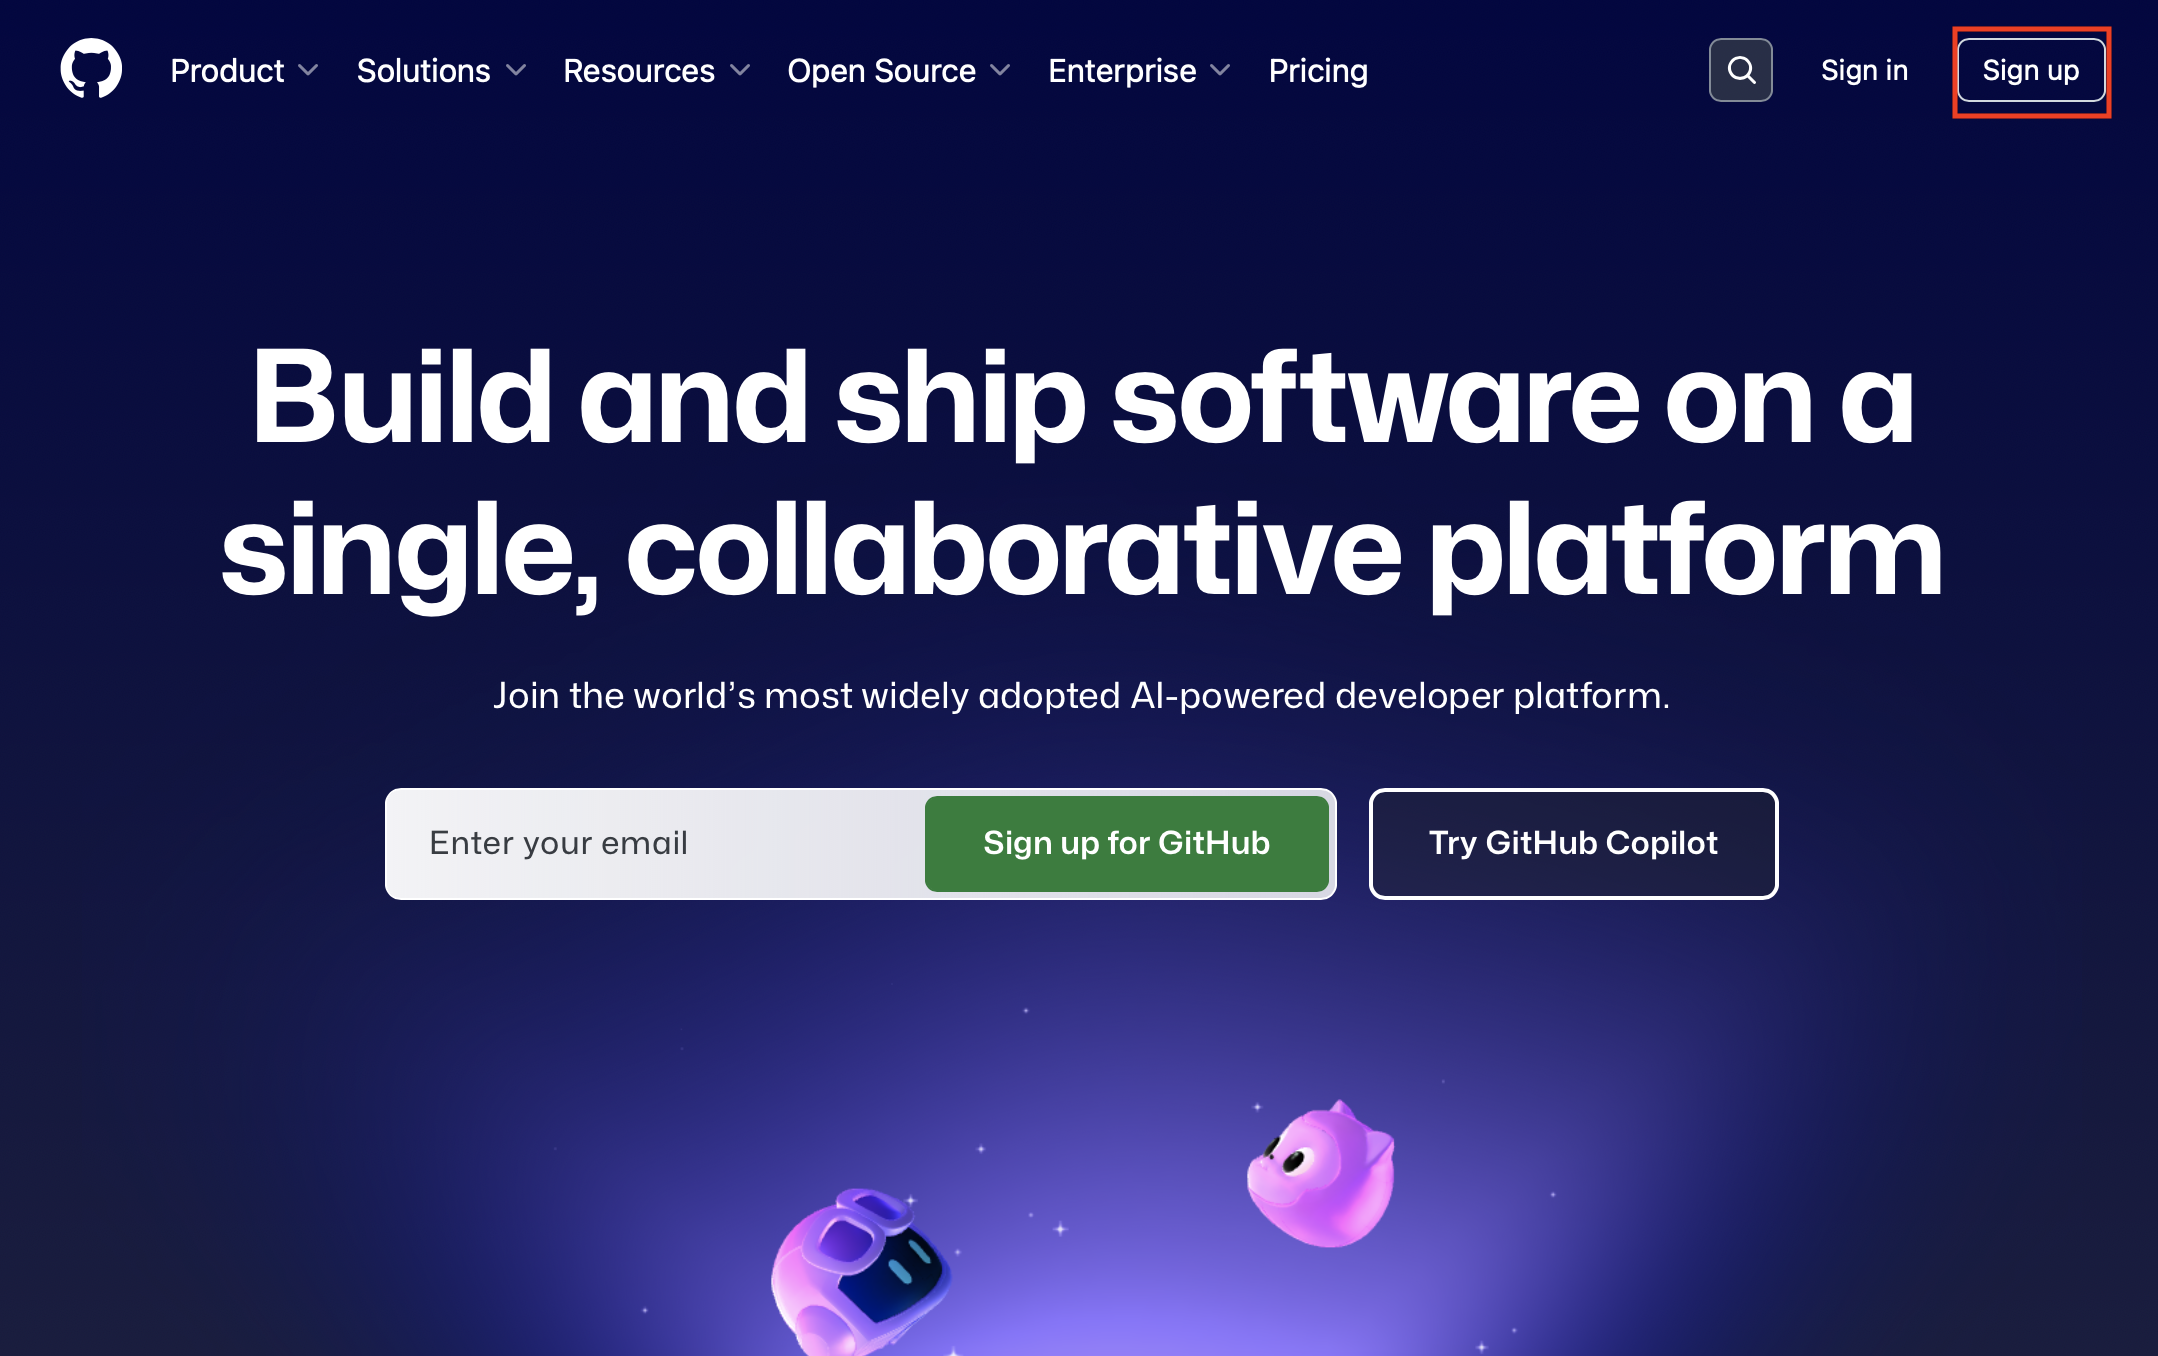 Product Solutions Resources Open Source Enterprise Pricing Sign in Sign up
Build and ship software on a
single, collaborative platform
Join the world’s most widely adopted AI-powered developer platform.
Enter your email Sign up for GitHub Try GitHub Copilot